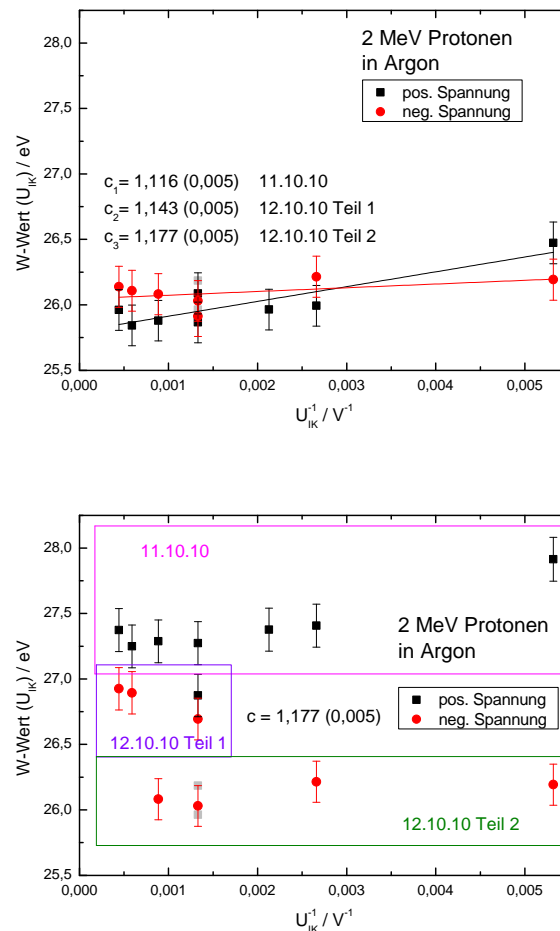 28,0
27,5
27,0
26,5
26,0
25,5
W-Wert (U_IK) / eV
2 MeV Protonen
in Argon
pos. Spannung
neg. Spannung
c₁= 1,116 (0,005) 11.10.10
c₂= 1,143 (0,005) 12.10.10 Teil 1
c₃= 1,177 (0,005) 12.10.10 Teil 2
0,000 0,001 0,002 0,003 0,004 0,005
U_IK⁻¹ / V⁻¹
28,0
27,5
27,0
26,5
26,0
25,5
W-Wert (U_IK) / eV
11.10.10
2 MeV Protonen
in Argon
pos. Spannung
neg. Spannung
c = 1,177 (0,005)
12.10.10 Teil 1
12.10.10 Teil 2
0,000 0,001 0,002 0,003 0,004 0,005
U_IK⁻¹ / V⁻¹